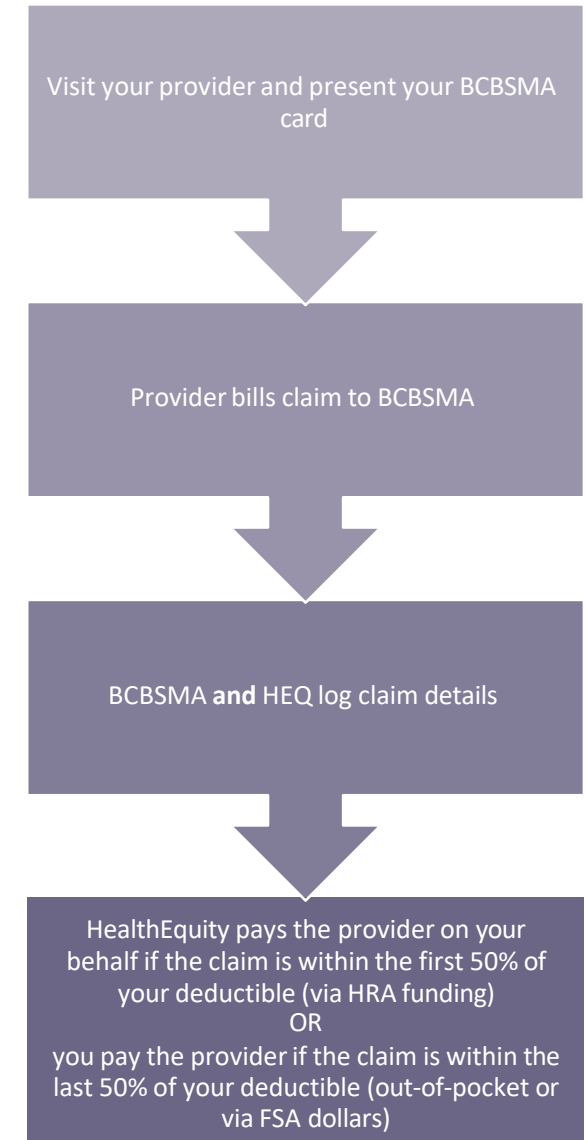 Visit your provider and present your BCBSMA
card
Provider bills claim to BCBSMA
BCBSMA and HEQ log claim details
HealthEquity pays the provider on your
behalf if the claim is within the first 50% of
your deductible (via HRA funding)
OR
you pay the provider if the claim is within the
last 50% of your deductible (out-of-pocket or
via FSA dollars)